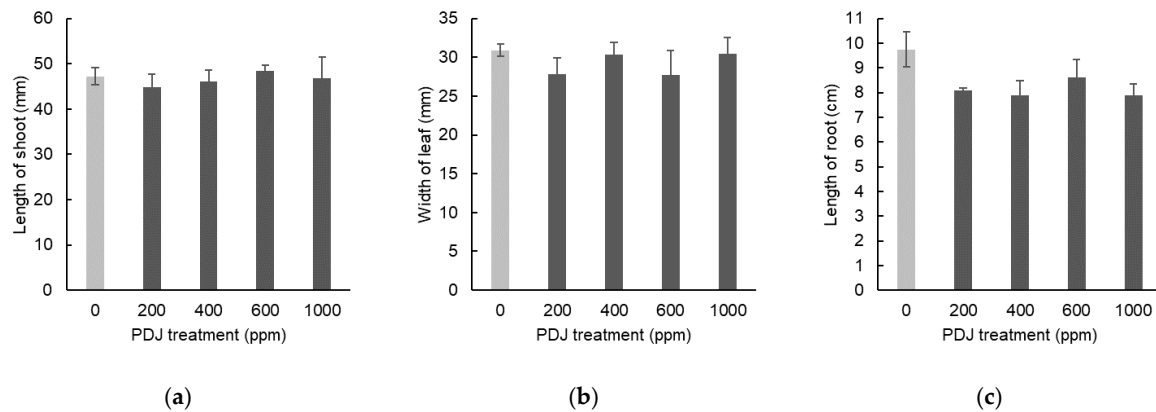 60
50
40
30
20
10
0
Length of shoot (mm)
0 200 400 600 1000
PDJ treatment (ppm)
(a)
35
30
25
20
15
10
5
0
Width of leaf (mm)
0 200 400 600 1000
PDJ treatment (ppm)
(b)
11
10
9
8
7
6
5
4
3
2
1
0
Length of root (cm)
0 200 400 600 1000
PDJ treatment (ppm)
(c)